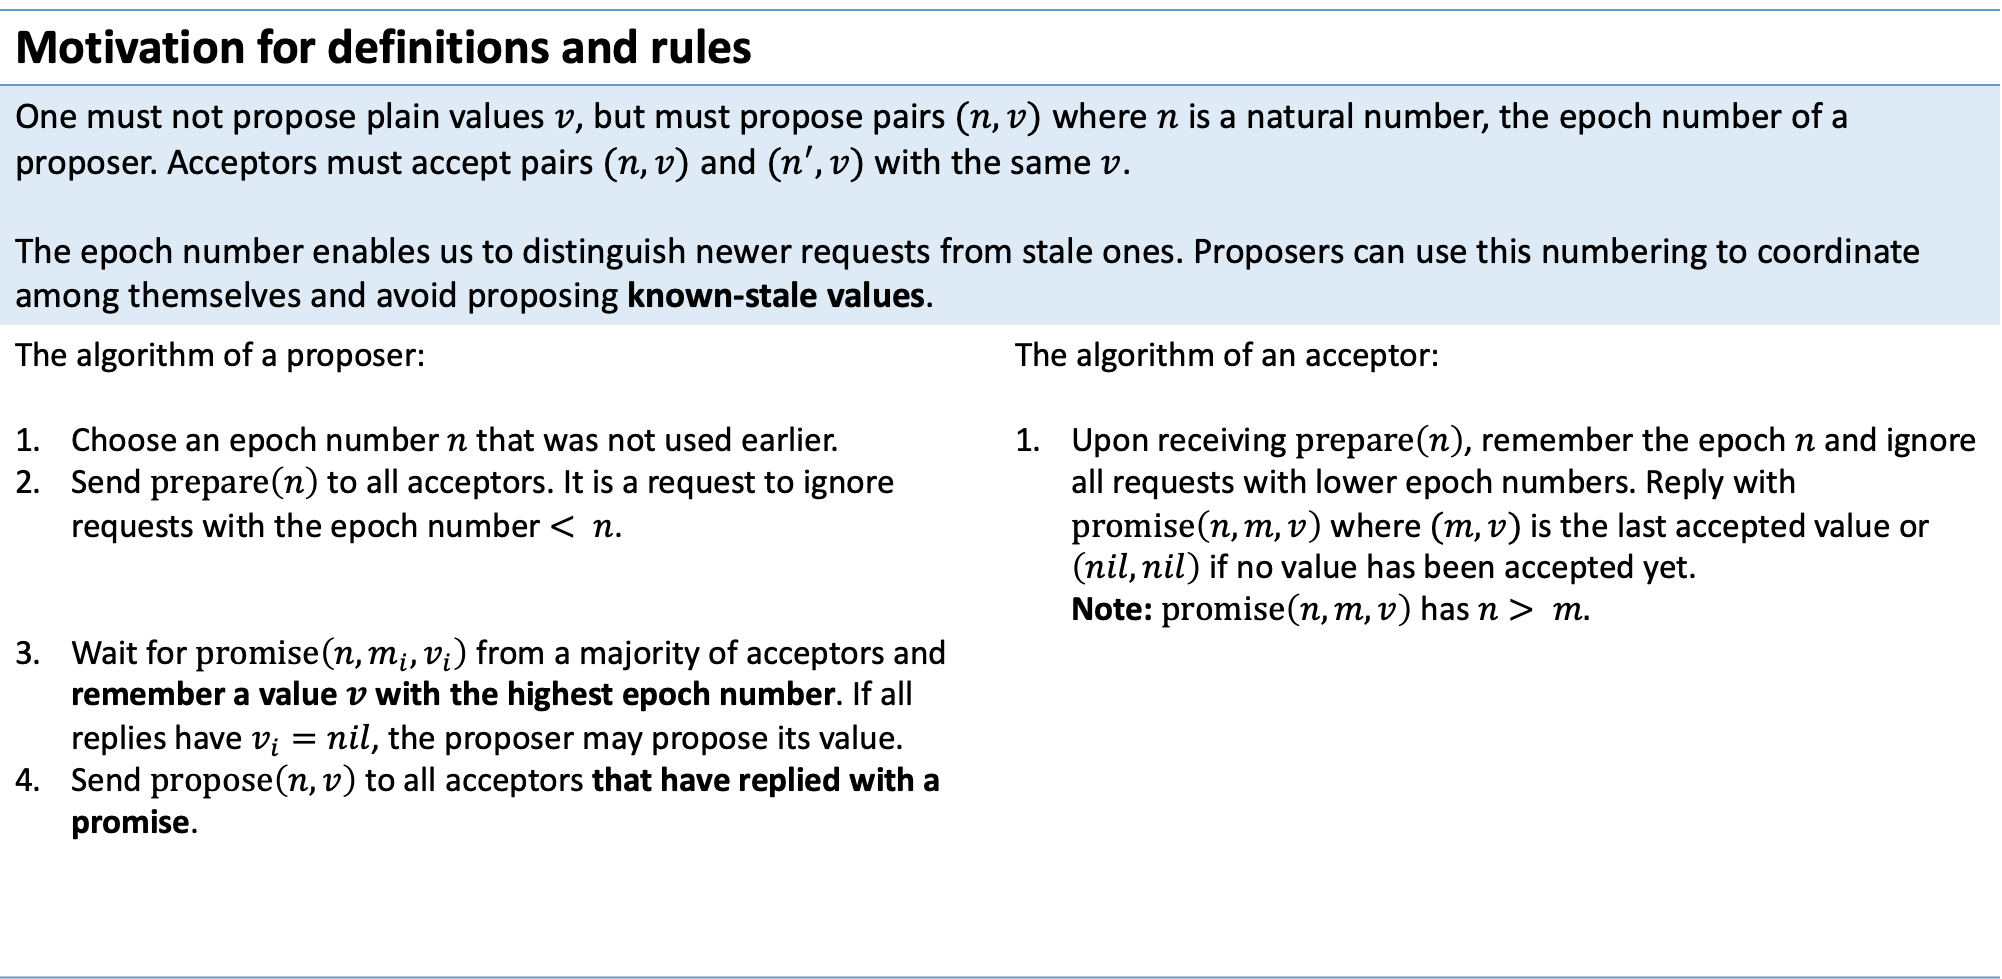 Motivation for definitions and rules
One must not propose plain values v, but must propose pairs (n, v) where n is a natural number, the epoch number of a
proposer. Acceptors must accept pairs (n, v) and (n′, v) with the same v.
The epoch number enables us to distinguish newer requests from stale ones. Proposers can use this numbering to coordinate
among themselves and avoid proposing known-stale values.
The algorithm of a proposer:
1. Choose an epoch number n that was not used earlier.
2. Send prepare(n) to all acceptors. It is a request to ignore
requests with the epoch number < n.
3. Wait for promise(n, mᵢ, vᵢ) from a majority of acceptors and
remember a value v with the highest epoch number. If all
replies have vᵢ = nil, the proposer may propose its value.
4. Send propose(n, v) to all acceptors that have replied with a
promise.
The algorithm of an acceptor:
1. Upon receiving prepare(n), remember the epoch n and ignore
all requests with lower epoch numbers. Reply with
promise(n, m, v) where (m, v) is the last accepted value or
(nil, nil) if no value has been accepted yet.
Note: promise(n, m, v) has n > m.